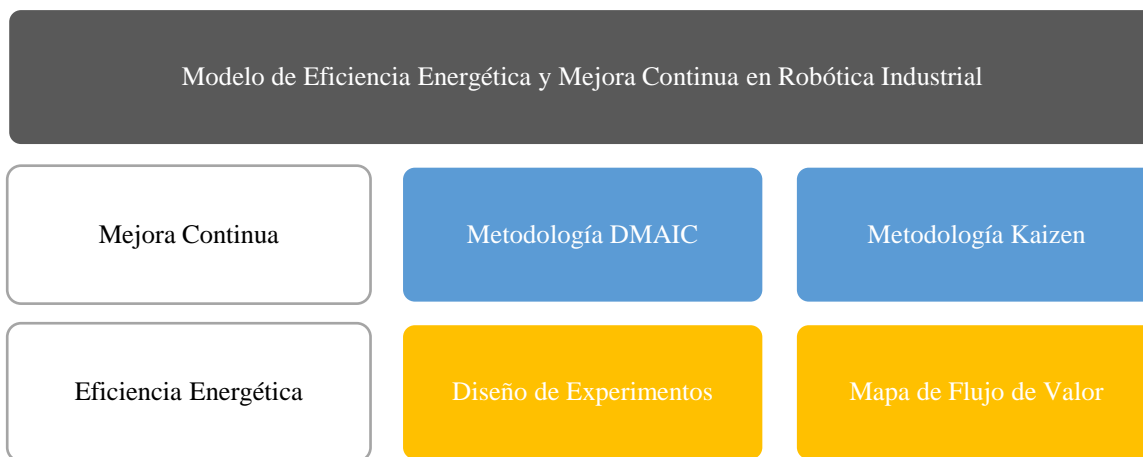 Modelo de Eficiencia Energética y Mejora Continua en Robótica Industrial
Mejora Continua
Metodología DMAIC
Metodología Kaizen
Eficiencia Energética
Diseño de Experimentos
Mapa de Flujo de Valor